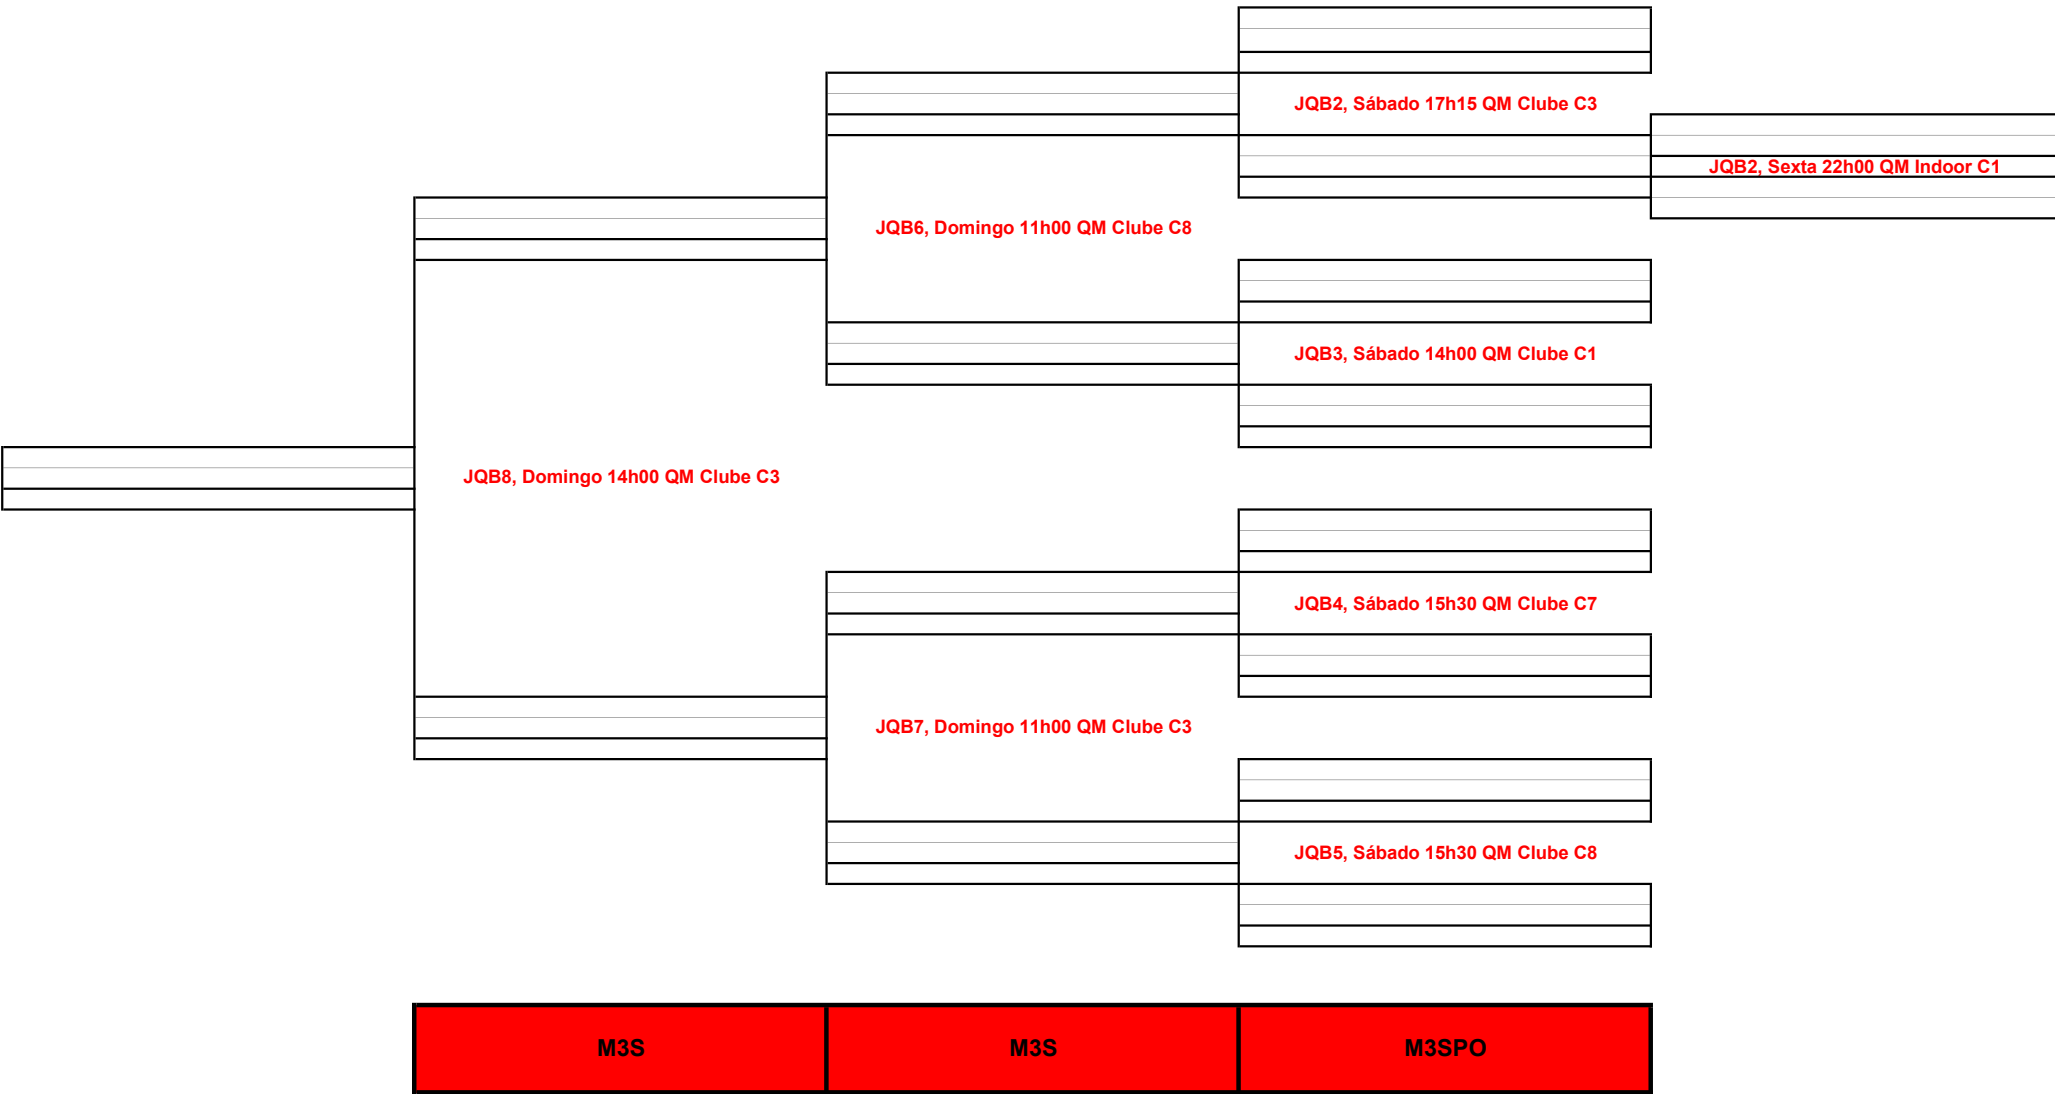 JQB2, Sábado 17h15 QM Clube C3
JQB2, Sexta 22h00 QM Indoor C1
JQB6, Domingo 11h00 QM Clube C8
JQB3, Sábado 14h00 QM Clube C1
JQB8, Domingo 14h00 QM Clube C3
JQB4, Sábado 15h30 QM Clube C7
JQB7, Domingo 11h00 QM Clube C3
JQB5, Sábado 15h30 QM Clube C8
M3S M3S M3SPO